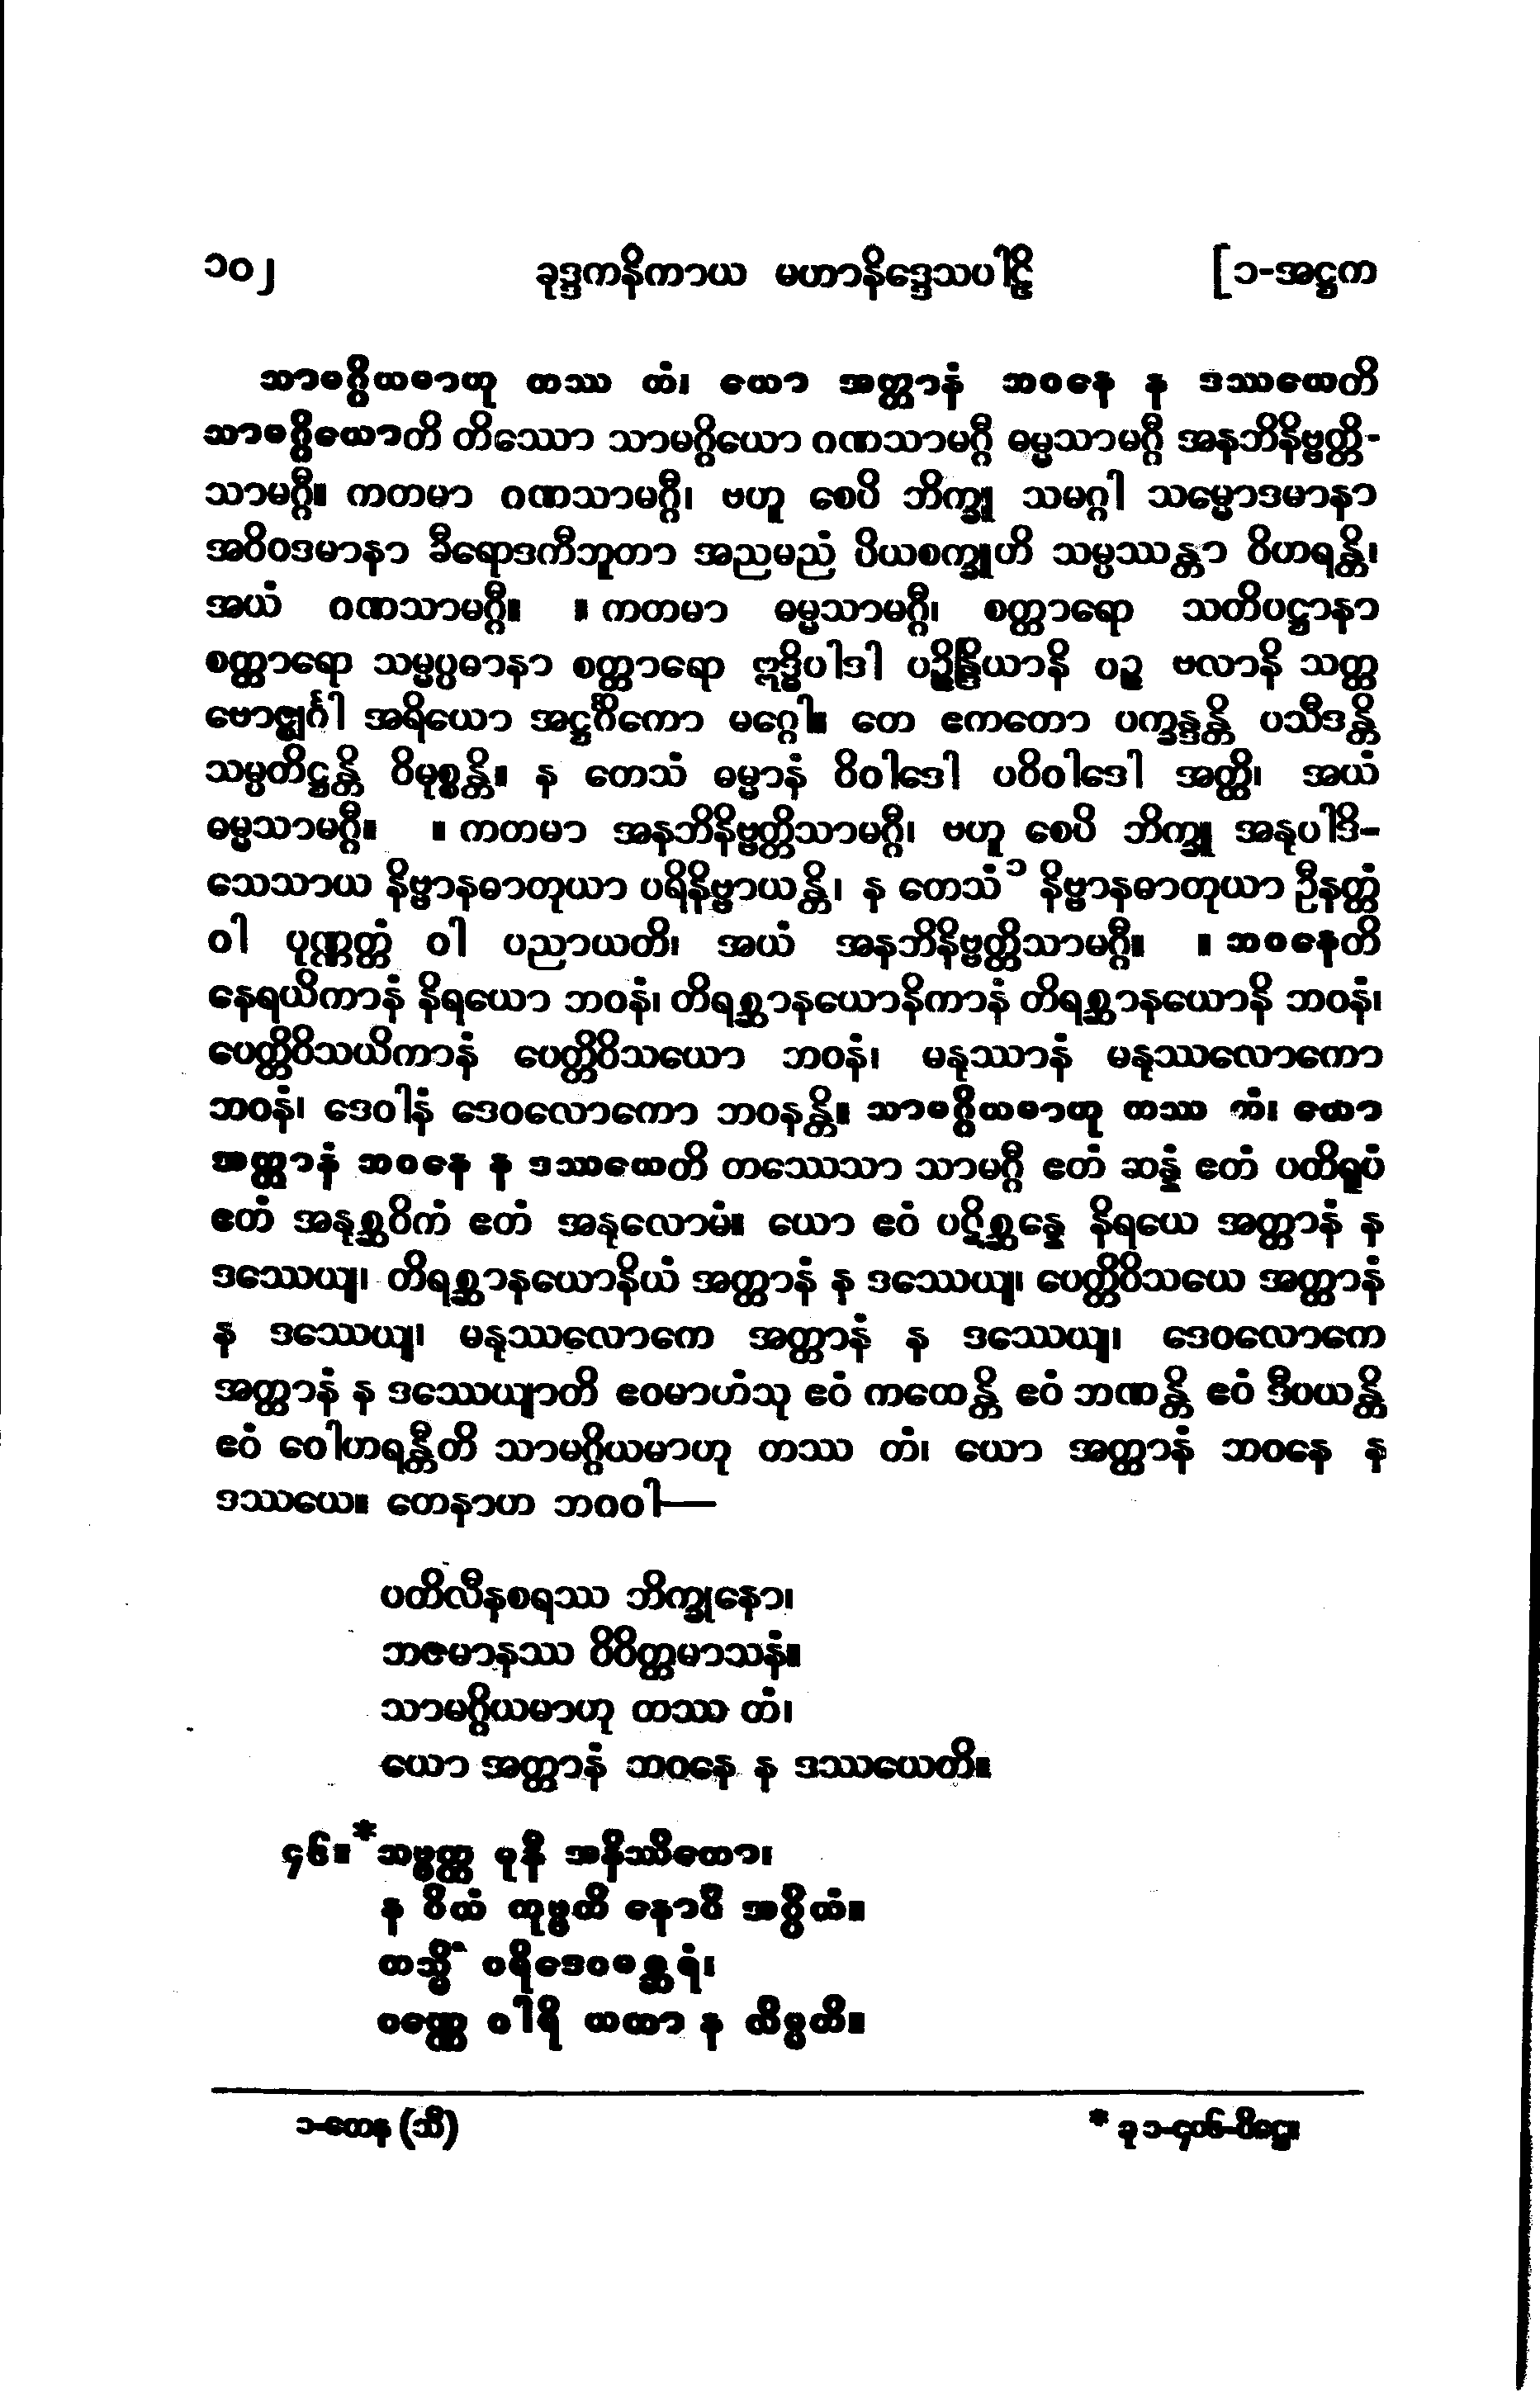 ၁၀၂ ခုဒ္ဒကနိကာယ မဟာနိဒ္ဒေသပါဠိ [၁-အဋ္ဌက
သာမဂ္ဂိယမာဟု တဿ တံ၊ ယော အတ္တာနံ ဘဝနေ န ဒဿယေတိ
သာမဂ္ဂိယောတိ တိဿော သာမဂ္ဂိယော ဂဏသာမဂ္ဂီ ဓမ္မသာမဂ္ဂီ အနဘိနိဗ္ဗတ္တိ-
သာမဂ္ဂီ။ ကတမာ ဂဏသာမဂ္ဂီ၊ ဗဟူ စေပိ ဘိက္ခူ သမဂ္ဂါ သမ္မောဒမာနာ
အဝိဝဒမာနာ ခီရောဒကီဘူတာ အညမညံ ပိယစက္ခူဟိ သမ္ပဿန္တာ ဝိဟရန္တိ၊
အယံ ဂဏသာမဂ္ဂီ။ ။ ကတမာ ဓမ္မသာမဂ္ဂီ၊ စတ္တာရော သတိပဋ္ဌာနာ
စတ္တာရော သမ္မပ္ပဓာနာ စတ္တာရော ဣဒ္ဓိပါဒါ ပဉ္စိန္ဒြိယာနိ ပဉ္စ ဗလာနိ သတ္တ
ဗောဇ္ဈင်္ဂါ အရိယော အဋ္ဌင်္ဂိကော မဂ္ဂေါ။ တေ ဧကတော ပက္ခန္ဒန္တိ ပသီဒန္တိ
သမ္ပတိဋ္ဌန္တိ ဝိမုစ္စန္တိ။ န တေသံ ဓမ္မာနံ ဝိဝါဒေါ ပဝိဝါဒေါ အတ္ထိ၊ အယံ
ဓမ္မသာမဂ္ဂီ။ ။ ကတမာ အနဘိနိဗ္ဗတ္တိသာမဂ္ဂီ၊ ဗဟူ စေပိ ဘိက္ခူ အနုပါဒိ-
သေသာယ နိဗ္ဗာနဓာတုယာ ပရိနိဗ္ဗာယန္တိ၊ န တေသံ၁ နိဗ္ဗာနဓာတုယာ ဦနတ္တံ
ဝါ ပုဏ္ဏတ္တံ ဝါ ပညာယတိ၊ အယံ အနဘိနိဗ္ဗတ္တိသာမဂ္ဂီ။ ။ ဘဝနေတိ
နေရယိကာနံ နိရယော ဘဝနံ၊ တိရစ္ဆာနယောနိကာနံ တိရစ္ဆာနယောနိ ဘဝနံ၊
ပေတ္တိဝိသယိကာနံ ပေတ္တိဝိသယော ဘဝနံ၊ မနုဿာနံ မနုဿလောကော
ဘဝနံ၊ ဒေဝါနံ ဒေဝလောကော ဘဝနန္တိ။ သာမဂ္ဂိယမာဟု တဿ တံ၊ ယော
အတ္တာနံ ဘဝနေ န ဒဿယေတိ တဿေသာ သာမဂ္ဂီ ဧတံ ဆန္နံ ဧတံ ပတိရူပံ
ဧတံ အနုစ္ဆဝိကံ ဧတံ အနုလောမံ။ ယော ဧဝံ ပဋိစ္ဆန္နေ နိရယေ အတ္တာနံ န
ဒဿေယျ၊ တိရစ္ဆာနယောနိယံ အတ္တာနံ န ဒဿေယျ၊ ပေတ္တိဝိသယေ အတ္တာနံ
န ဒဿေယျ၊ မနုဿလောကေ အတ္တာနံ န ဒဿေယျ၊ ဒေဝလောကေ
အတ္တာနံ န ဒဿေယျာတိ ဧဝမာဟံသု ဧဝံ ကထေန္တိ ဧဝံ ဘဏန္တိ ဧဝံ ဒီပယန္တိ
ဧဝံ ဝေါဟရန္တီတိ သာမဂ္ဂိယမာဟု တဿ တံ၊ ယော အတ္တာနံ ဘဝနေ န
ဒဿယေ။ တေနာဟ ဘဂဝါ—
ပတိလီနစရဿ ဘိက္ခုနော၊
ဘဇမာနဿ ဝိဝိတ္တမာသနံ။
သာမဂ္ဂိယမာဟု တဿ တံ၊
ယော အတ္တာနံ ဘဝနေ န ဒဿယေတိ။
၄၆။*သဗ္ဗတ္ထ မုနီ အနိဿိတော၊
န ပိယံ ကုဗ္ဗတိ နောပိ အပ္ပိယံ။
တသ္မိံ ပရိဒေဝမစ္ဆရံ၊
ပဏ္ဏေ ဝါရိ ယထာ န လိမ္ပတိ။
၁-တေန (သီ) * ခု ၁-၄၀၆-ပိဋ္ဌေ။